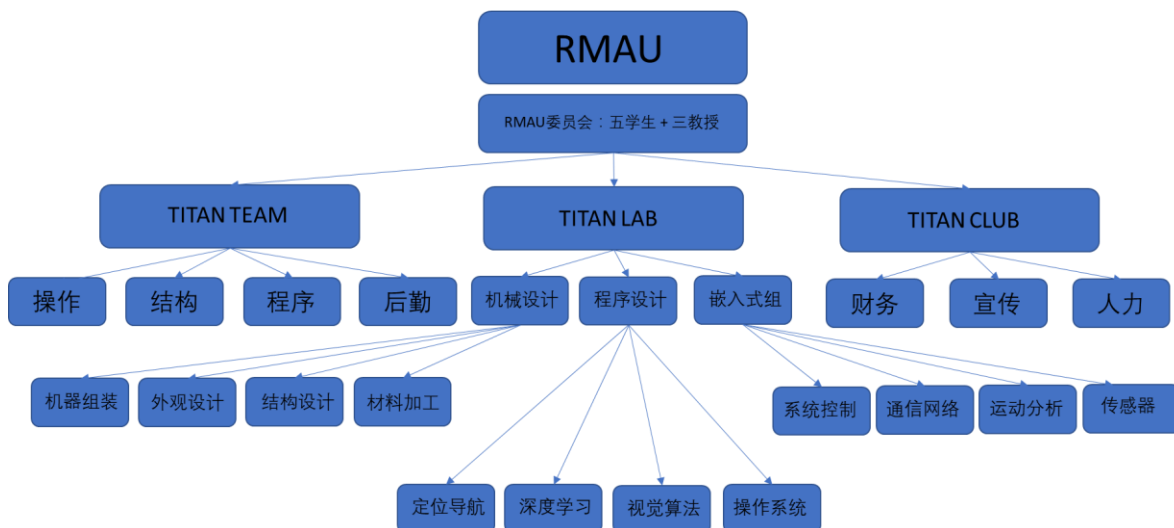 RMAU
RMAU委员会：五学生 + 三教授
TITAN TEAM
TITAN LAB
TITAN CLUB
操作
结构
程序
后勤
机械设计
程序设计
嵌入式组
财务
宣传
人力
机器组装
外观设计
结构设计
材料加工
系统控制
通信网络
运动分析
传感器
定位导航
深度学习
视觉算法
操作系统